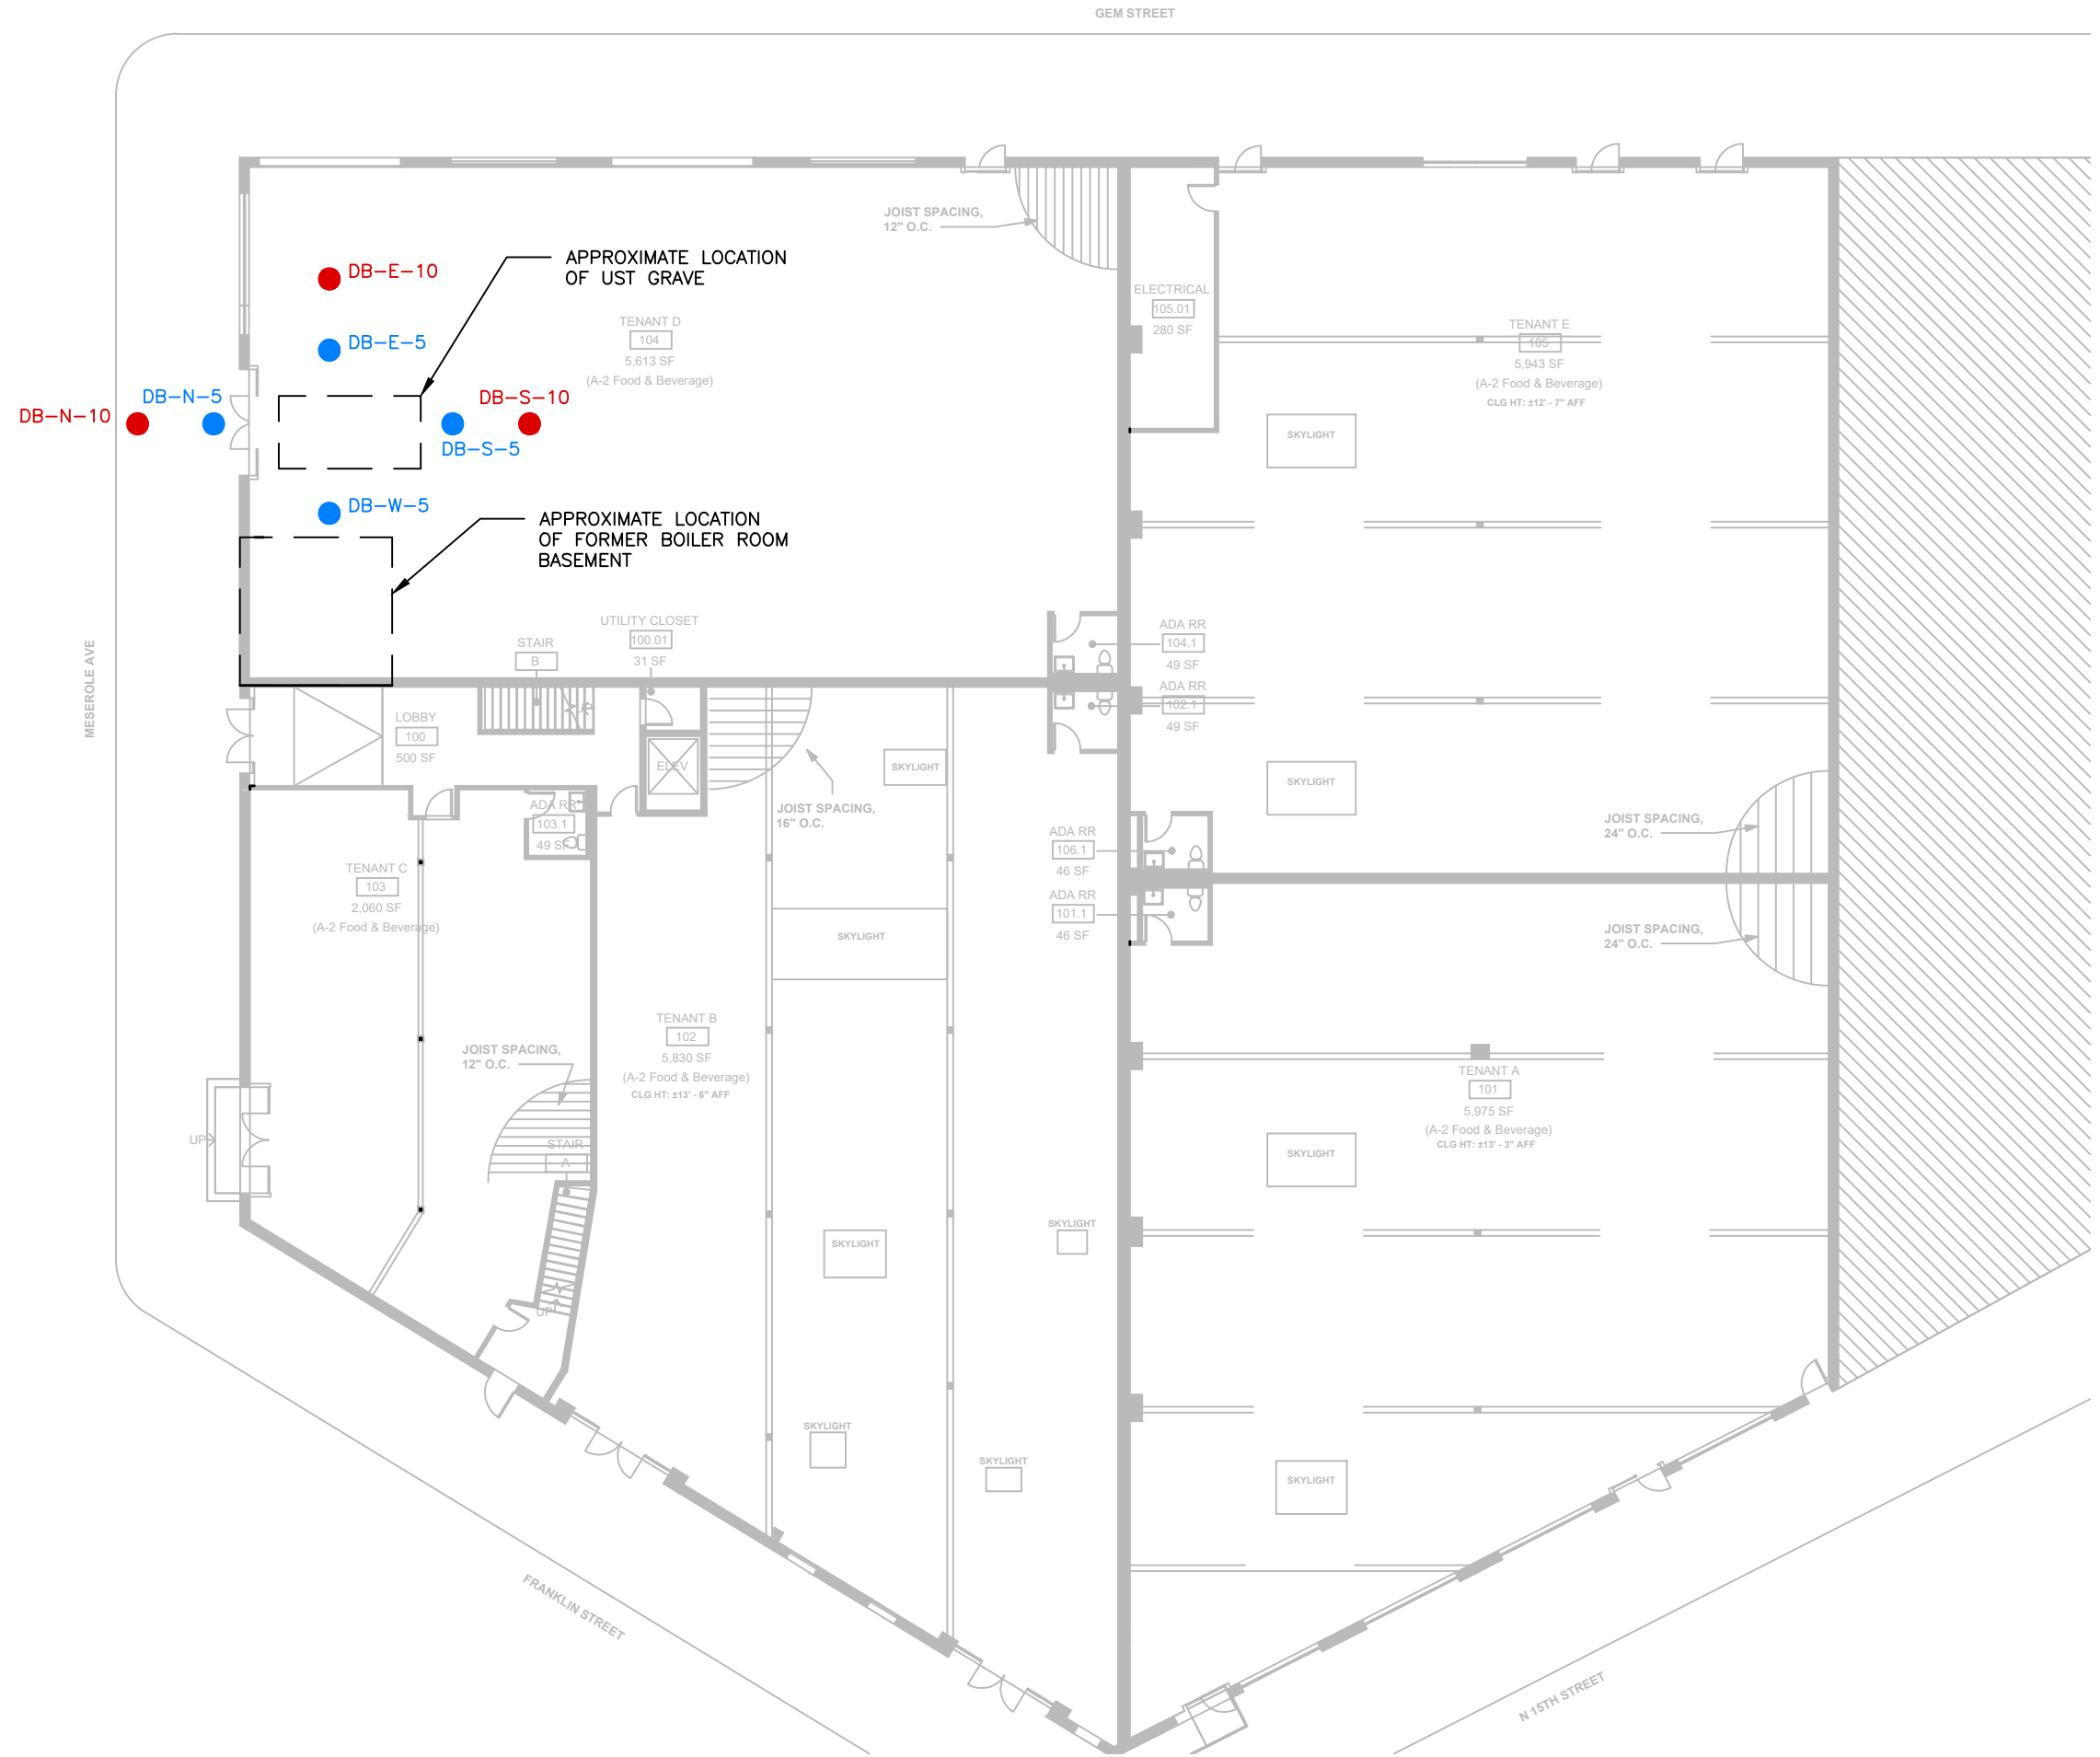 GEM STREET
JOIST SPACING,
12" O.C.
APPROXIMATE LOCATION
OF UST GRAVE
DB-E-10
DB-E-5
DB-N-5
DB-N-10
DB-S-10
DB-S-5
DB-W-5
TENANT D
104
5,613 SF
(A-2 Food & Beverage)
ELECTRICAL
105.01
280 SF
TENANT E
105
5,943 SF
(A-2 Food & Beverage)
CLG HT: ±12' - 7" AFF
SKYLIGHT
APPROXIMATE LOCATION
OF FORMER BOILER ROOM
BASEMENT
MESEROLE AVE
STAIR
B
UTILITY CLOSET
100.01
31 SF
ADA RR
104.1
49 SF
ADA RR
102.1
49 SF
LOBBY
100
500 SF
ELEV
SKYLIGHT
SKYLIGHT
JOIST SPACING,
16" O.C.
ADA RR
103.1
49 SF
JOIST SPACING,
24" O.C.
ADA RR
106.1
46 SF
ADA RR
101.1
46 SF
TENANT C
103
2,060 SF
(A-2 Food & Beverage)
SKYLIGHT
JOIST SPACING,
24" O.C.
TENANT B
102
5,830 SF
(A-2 Food & Beverage)
CLG HT: ±13' - 6" AFF
JOIST SPACING,
12" O.C.
TENANT A
101
5,975 SF
(A-2 Food & Beverage)
CLG HT: ±13' - 3" AFF
UP
STAIR
A
SKYLIGHT
SKYLIGHT
SKYLIGHT
UP
SKYLIGHT
SKYLIGHT
SKYLIGHT
FRANKLIN STREET
N 15TH STREET